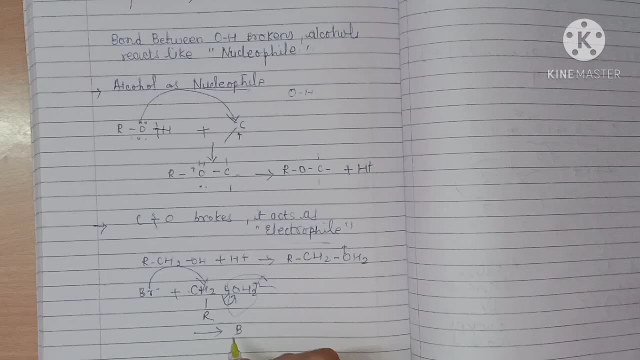 Bond Between O-H brokens, alcohol
reacts like "Nucleophile".
→ Alcohol as Nucleophile
O-H
R-Ö-H + C+
R - +O - C - → R-O-C- + H+
→ C+O brokes, it acts as
"Electrophile"
R-CH2-OH + H+ → R-CH2-OH2
Br- + CH2 OH2
R
→ B
K
KINEMASTER